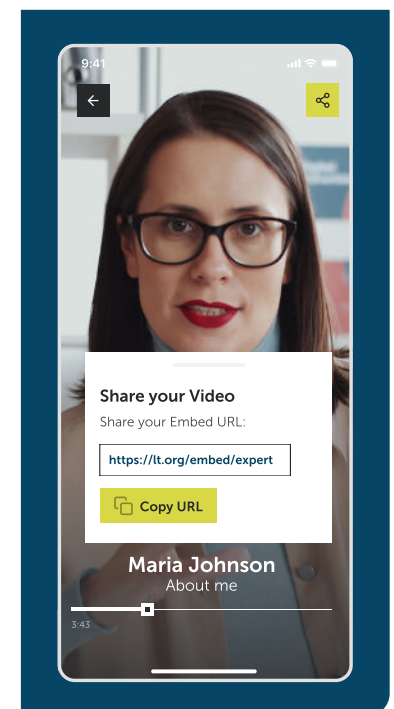 9:41
Share your Video
Share your Embed URL:
https://lt.org/embed/expert
Copy URL
Maria Johnson
About me
3:43